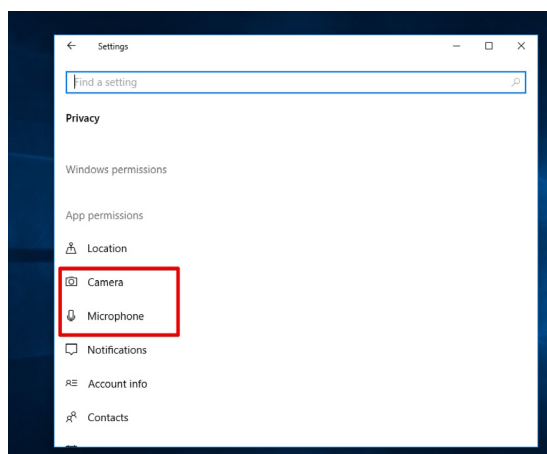 Settings
Find a setting
Privacy
Windows permissions
App permissions
Location
Camera
Microphone
Notifications
Account info
Contacts